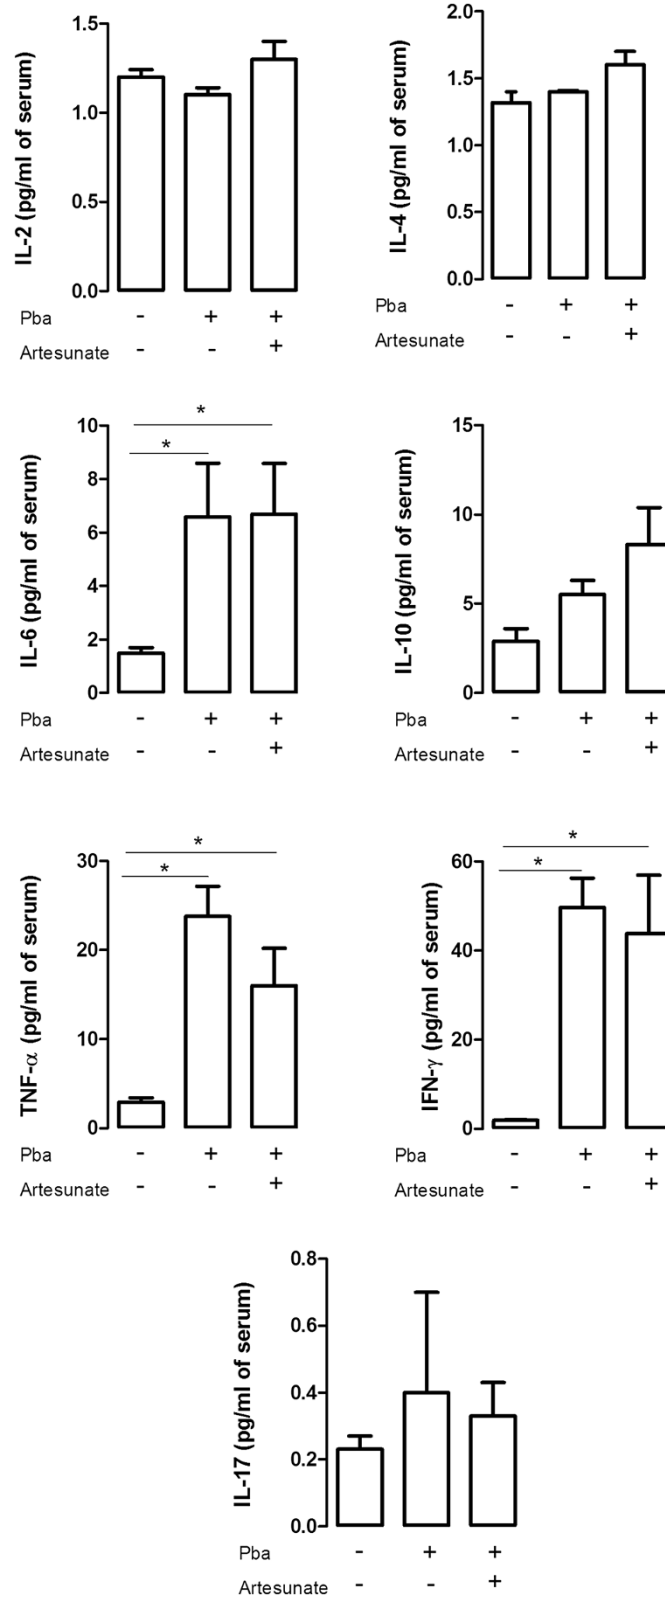 IL-2 (pg/ml of serum)
1.5
1.0
0.5
0.0
Pba - + +
Artesunate - - +
IL-4 (pg/ml of serum)
2.0
1.5
1.0
0.5
0.0
Pba - + +
Artesunate - - +
IL-6 (pg/ml of serum)
10
8
6
4
2
0
*
*
Pba - + +
Artesunate - - +
IL-10 (pg/ml of serum)
15
10
5
0
Pba - + +
Artesunate - - +
TNF-α (pg/ml of serum)
30
20
10
0
*
*
Pba - + +
Artesunate - - +
IFN-γ (pg/ml of serum)
60
40
20
0
*
*
Pba - + +
Artesunate - - +
IL-17 (pg/ml of serum)
0.8
0.6
0.4
0.2
0.0
Pba - + +
Artesunate - - +